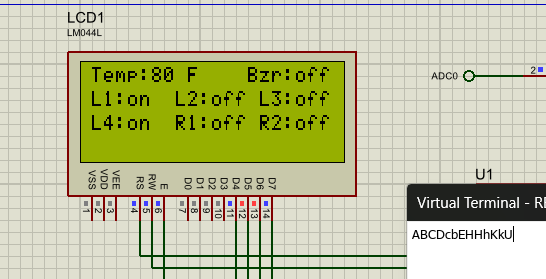 LCD1
LM044L
Temp:80 F Bzr:off
L1:on L2:off L3:off
L4:on R1:off R2:off
ADC0
2
VSS VDD VEE RS RW E D0 D1 D2 D3 D4 D5 D6 D7
1 2 3 4 5 6 7 8 9 10 11 12 13 14
U1
Virtual Terminal - R
ABCDcbEHHhKkU